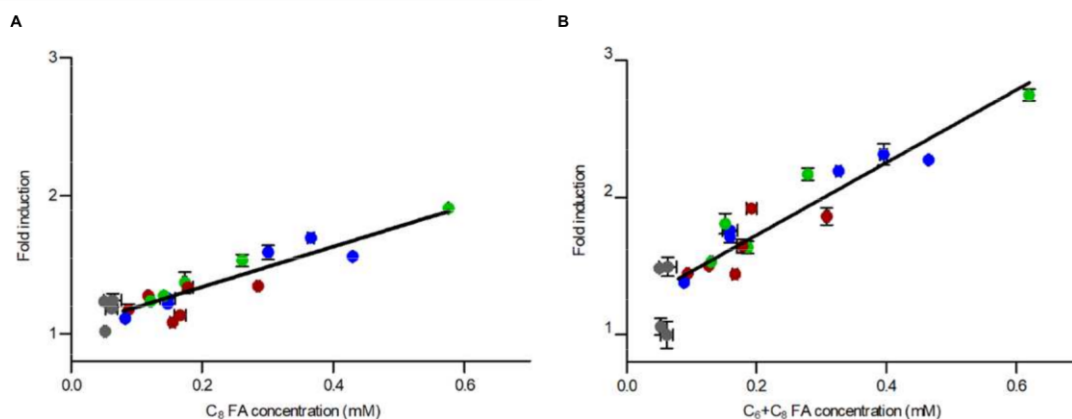 A
B
3
2
1
Fold induction
0.0
0.2
0.4
0.6
C₈ FA concentration (mM)
3
2
1
Fold induction
0.0
0.2
0.4
0.6
C₆+C₈ FA concentration (mM)